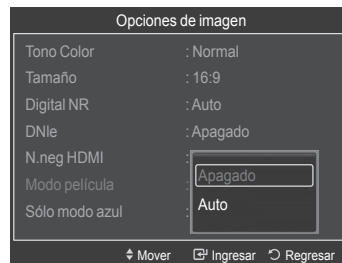 Opciones de imagen
Tono Color : Normal
Tamaño : 16:9
Digital NR : Auto
DNIe : Apagado
N.neg HDMI :
Apagado
Modo película :
Auto
Sólo modo azul :
Mover Ingresar Regresar